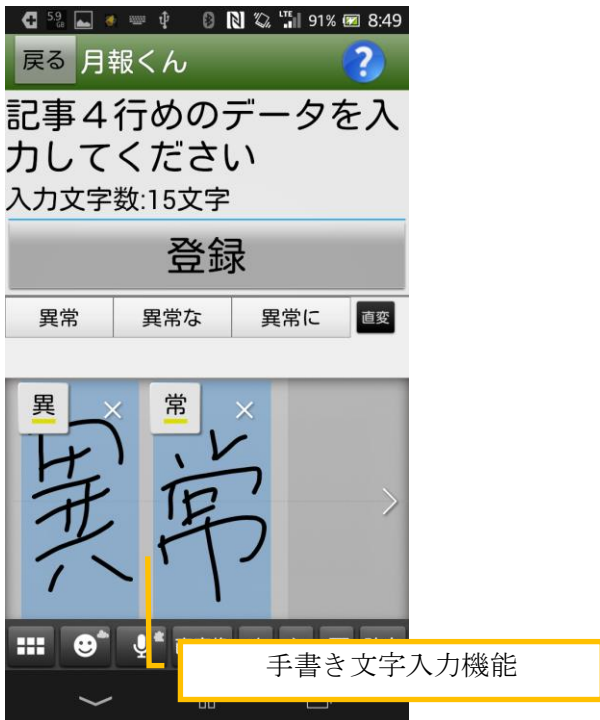 5.9 GB LTE 91% 8:49
戻る 月報くん ?
記事４行めのデータを入
力してください
入力文字数:15文字
登録
異常 異常な 異常に 直変
異 × 常 ×
異常
手書き文字入力機能